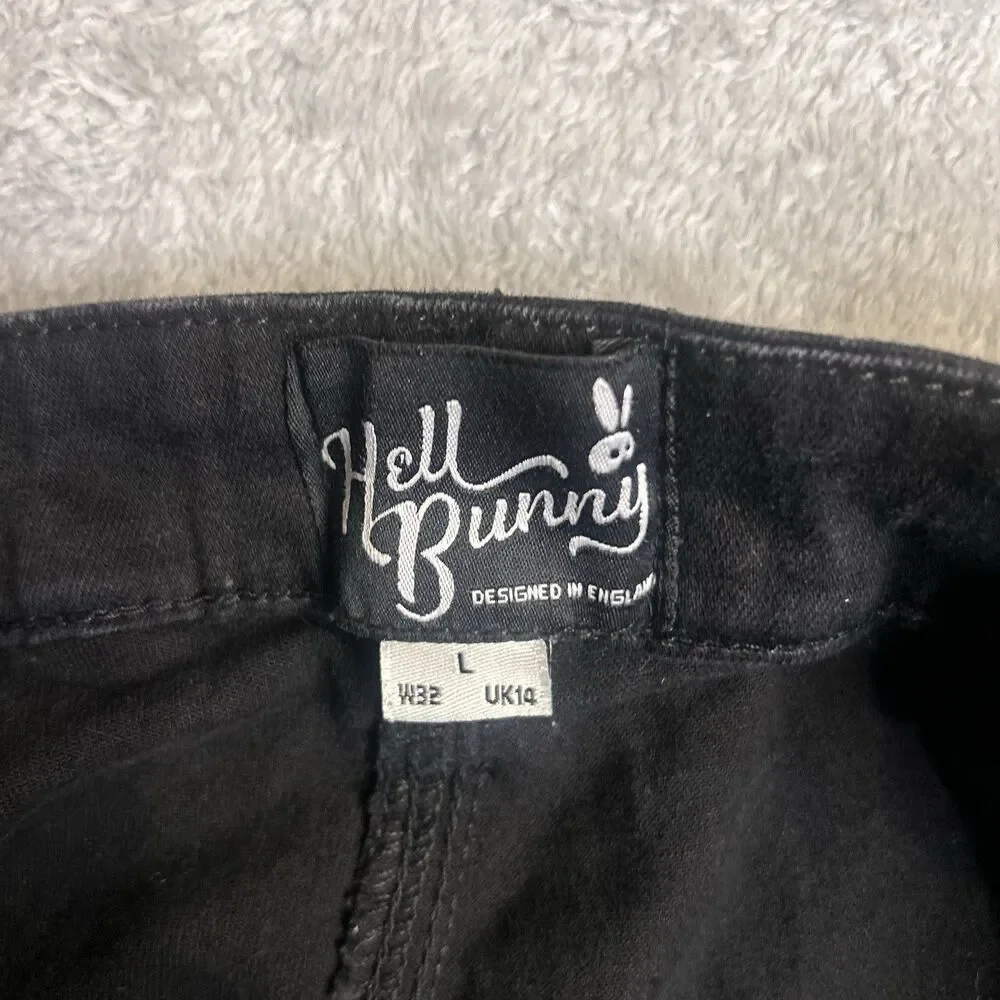 Hell
Bunny
DESIGNED IN ENGLAND
L
W32 UK14